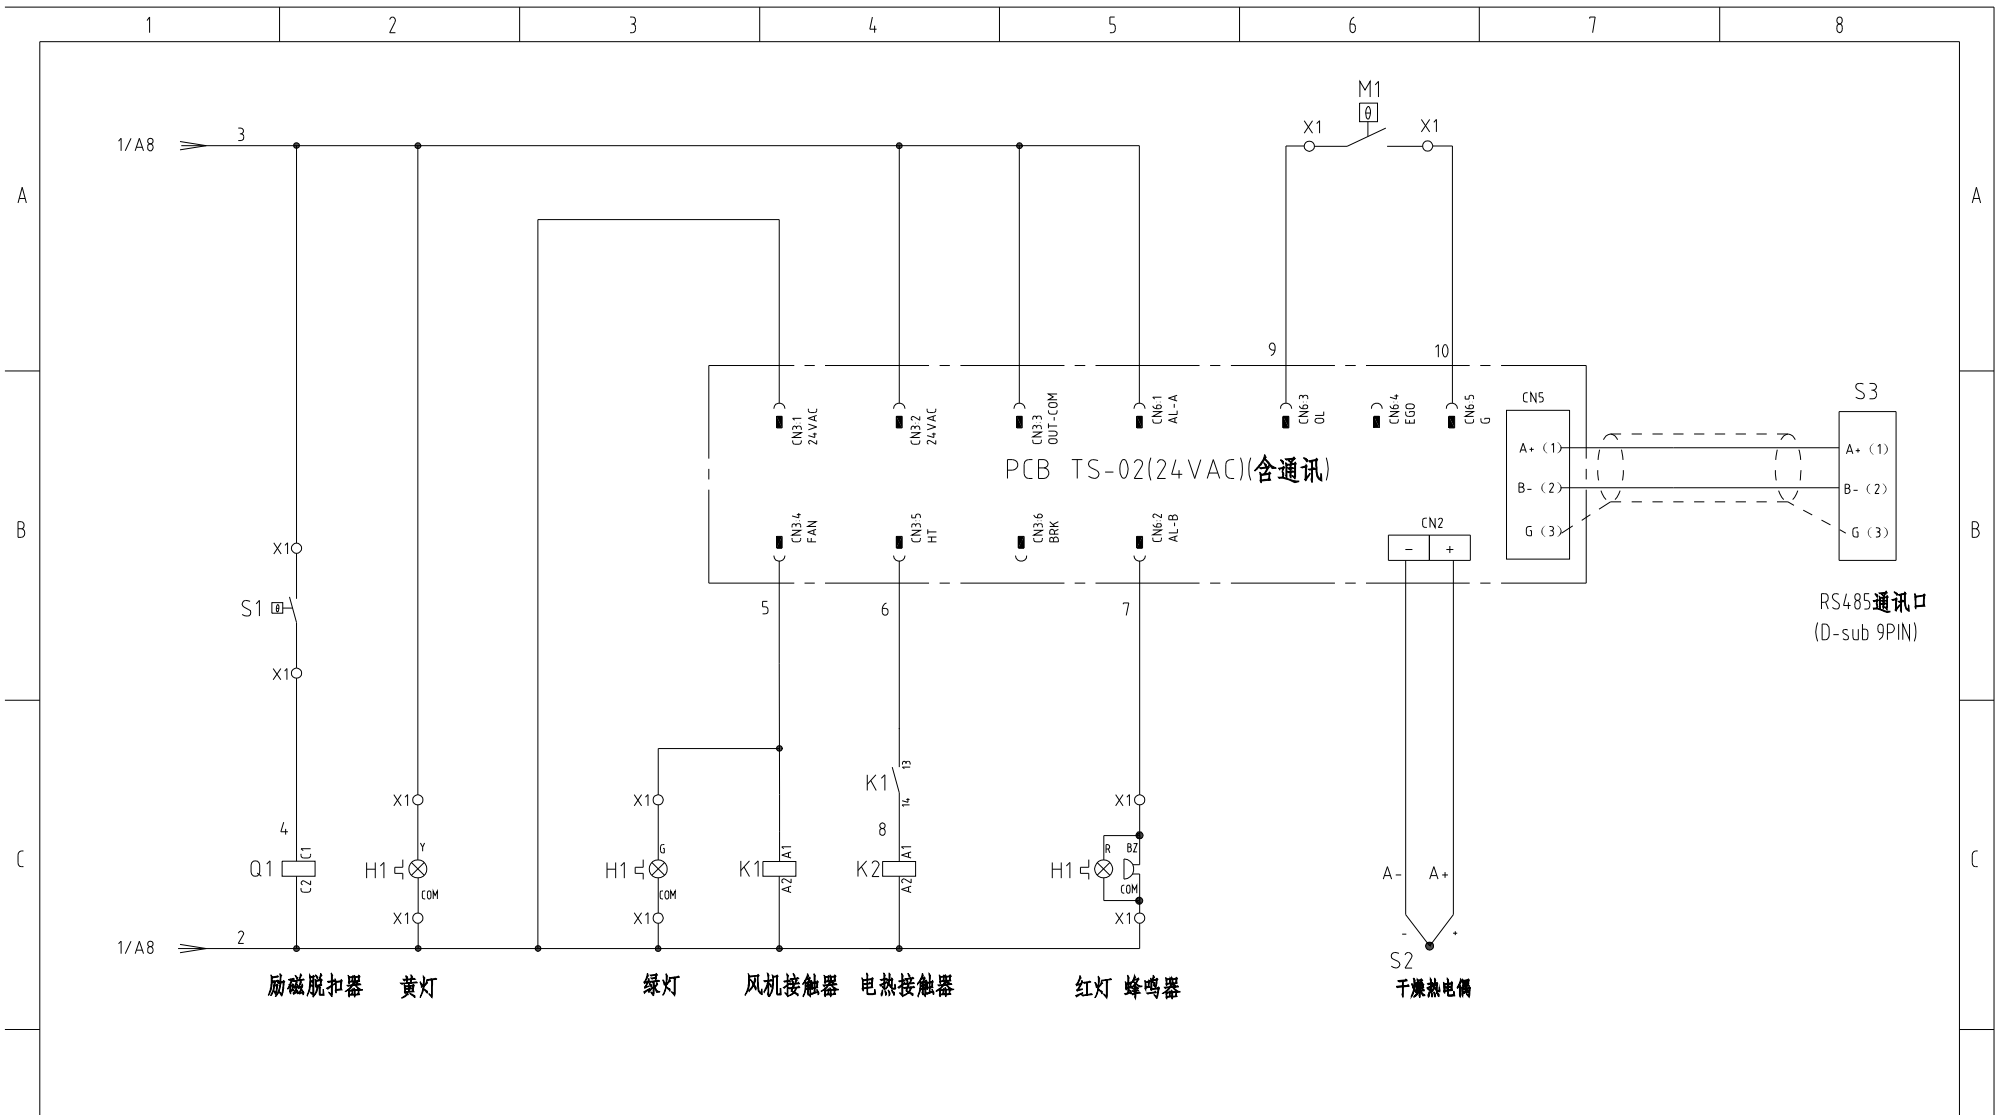 1 2 3 4 5 6 7 8
M1
θ
X1 X1
1/A8 3
A A
9 10
CN3:1
24VAC
CN3:2
24VAC
CN3:3
OUT-COM
CN6:1
AL-A
CN6:3
OL
CN6:4
EGO
CN6:5
G
CN5
S3
A+ (1) A+ (1)
PCB TS-02(24VAC)(含通讯)
B- (2) B- (2)
CN3:4
FAN
CN3:5
HT
CN3:6
BRK
CN6:2
AL-B
CN2
- +
G (3) G (3)
B B
X1
S1 θ
5 6 7
RS485通讯口
(D-sub 9PIN)
X1
K1 13
14
X1 X1 X1
4 8
Y G R BZ
Q1 C1
C2
H1 H1
K1 A1
A2
K2 A1
A2
H1
A- A+
C C
COM COM COM
X1 X1 X1
- +
1/A8 2
S2
励磁脱扣器 黄灯 绿灯 风机接触器 电热接触器 红灯 蜂鸣器 干燥热电偶